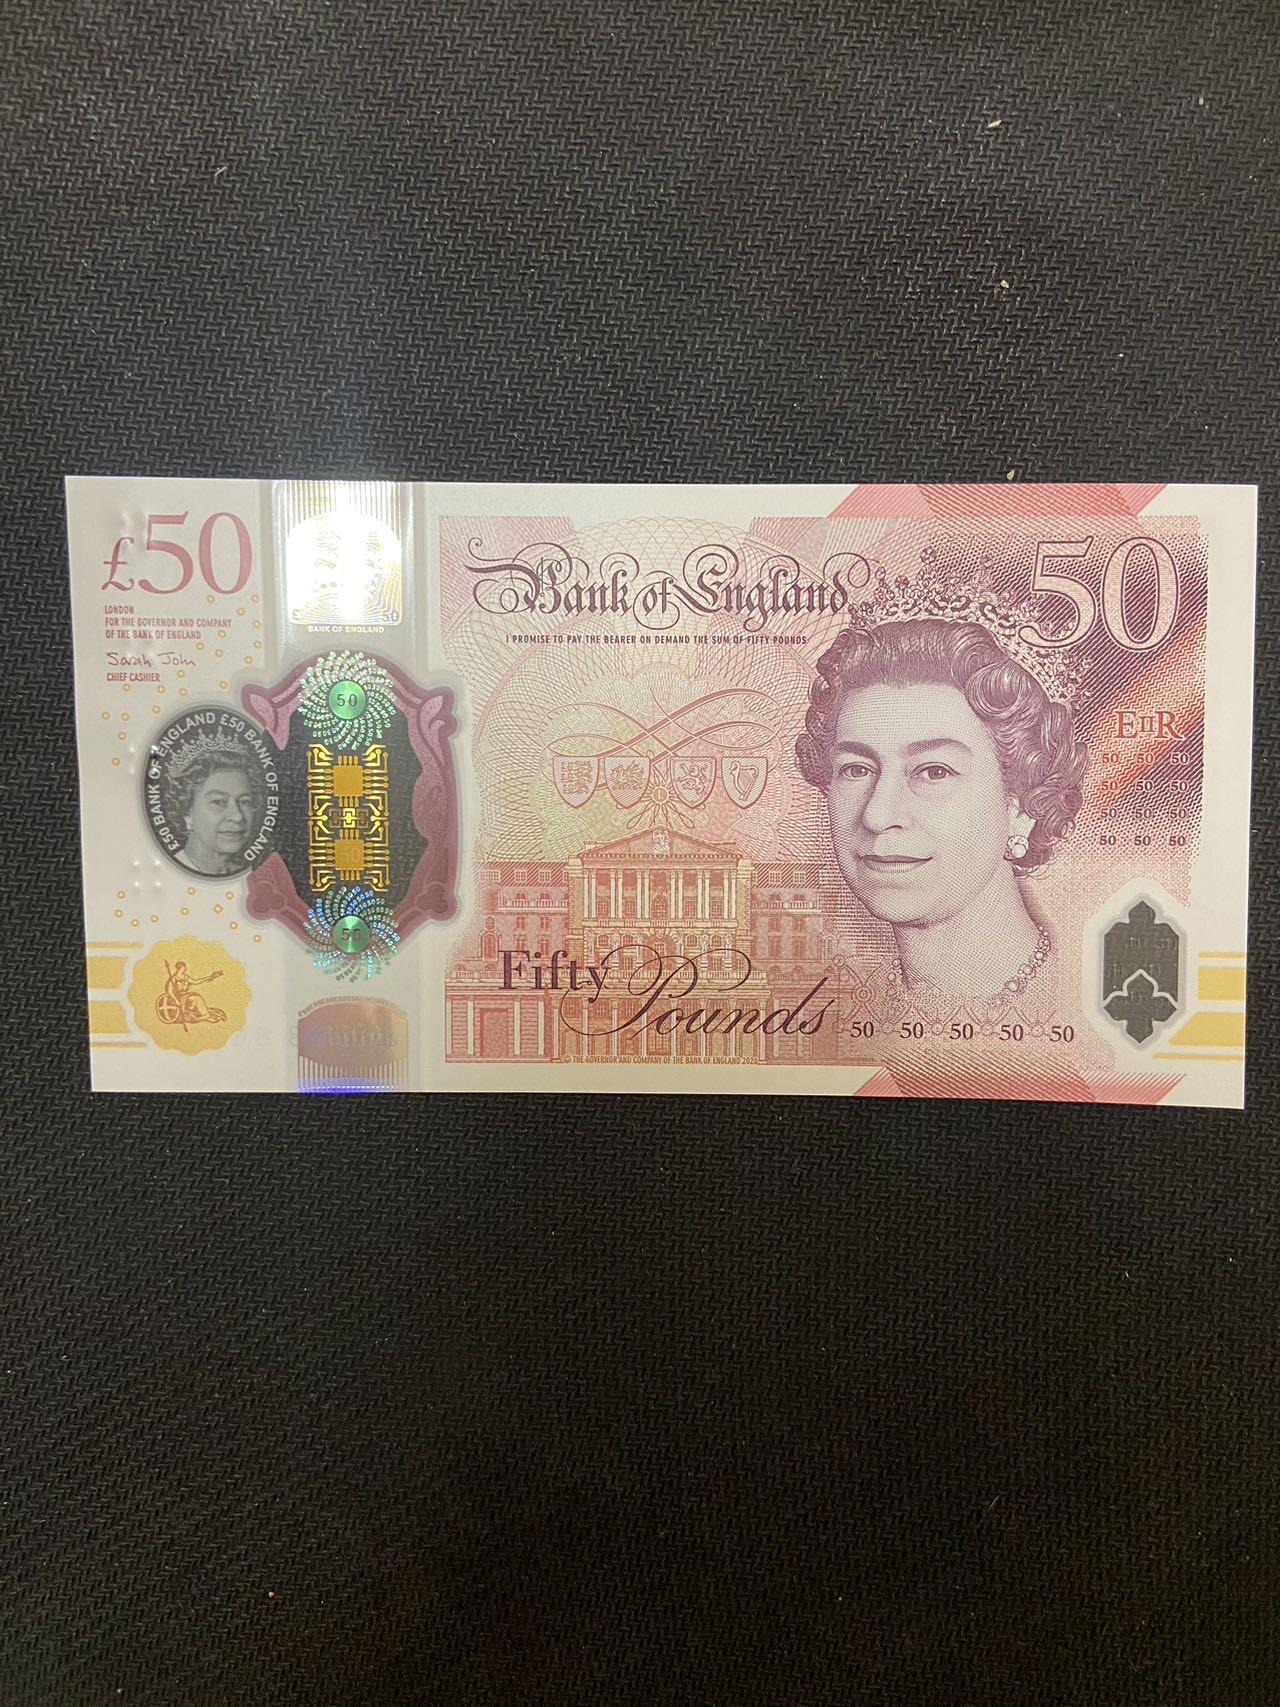 £50
LONDON
FOR THE GOVERNOR AND COMPANY
OF THE BANK OF ENGLAND
Sarah John
CHIEF CASHIER
£50 BANK OF ENGLAND £50 BANK OF ENGLAND
50
BANK OF ENGLAND
50
50
50
Bank of England
I PROMISE TO PAY THE BEARER ON DEMAND THE SUM OF FIFTY POUNDS
50
EIIR
50 50 50
50 50 50
50 50 50
50 50 50
Fifty Pounds
50 50 50 50 50
© THE GOVERNOR AND COMPANY OF THE BANK OF ENGLAND 2020